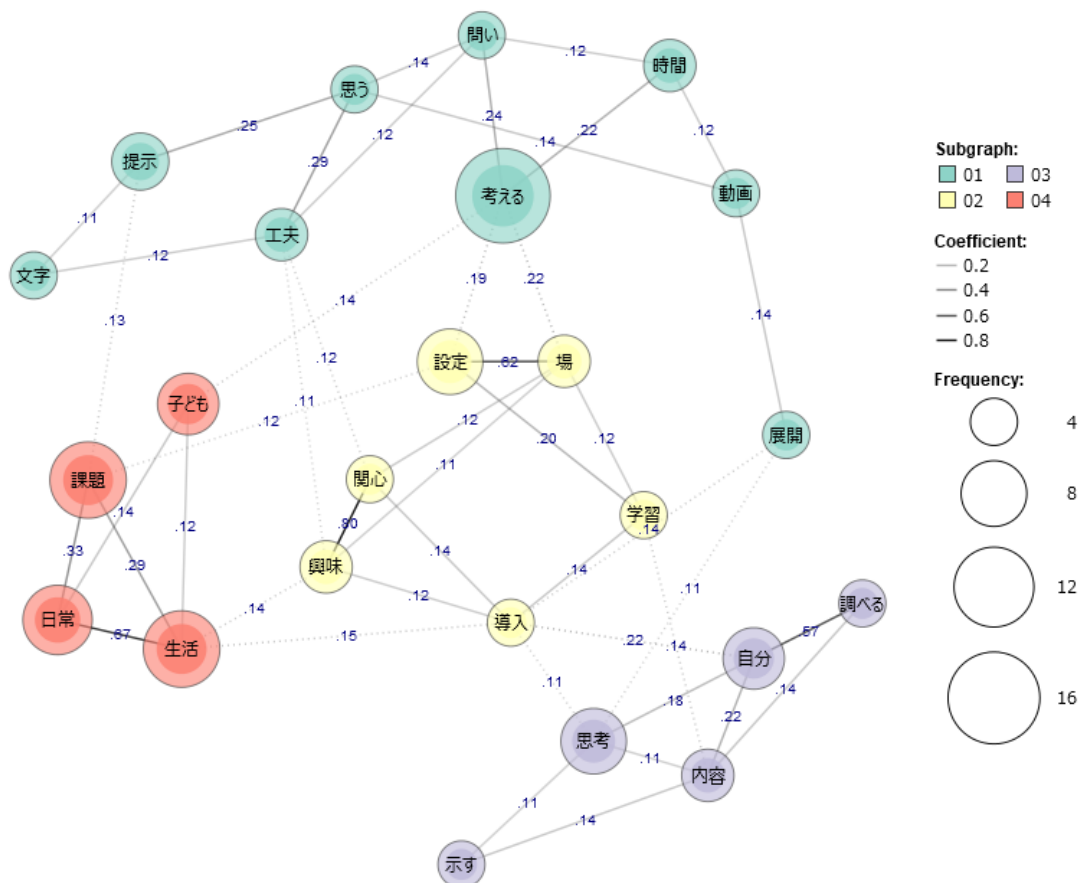 問い
.12
時間
.14
思う
.24
.22
.12
.12
.14
.25
.29
提示
考える
動画
.11
工夫
.12
文字
.19
.22
.14
.13
.14
.12
.11
設定
.62
場
子ども
.12
.12
.20
.12
.11
展開
課題
関心
.14
.80
学習
.14
.12
.33
.29
興味
.14
.14
.11
.14
.12
日常
.67
生活
.15
導入
.22
.14
調べる
.57
自分
.11
.18
.14
.22
思考
.11
内容
.11
.14
示す
Subgraph:
01 03
02 04
Coefficient:
0.2
0.4
0.6
0.8
Frequency:
4
8
12
16